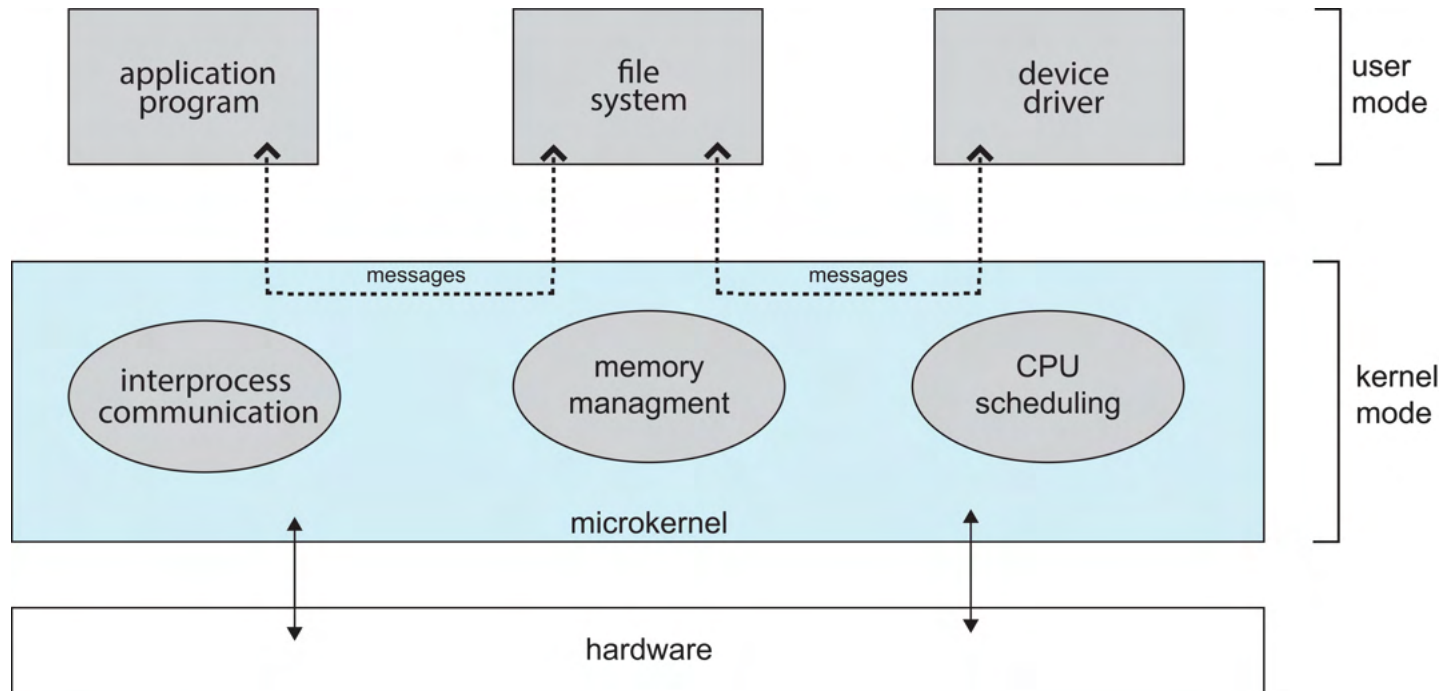 application
program
file
system
device
driver
user
mode
messages
messages
interprocess
communication
memory
managment
CPU
scheduling
kernel
mode
microkernel
hardware